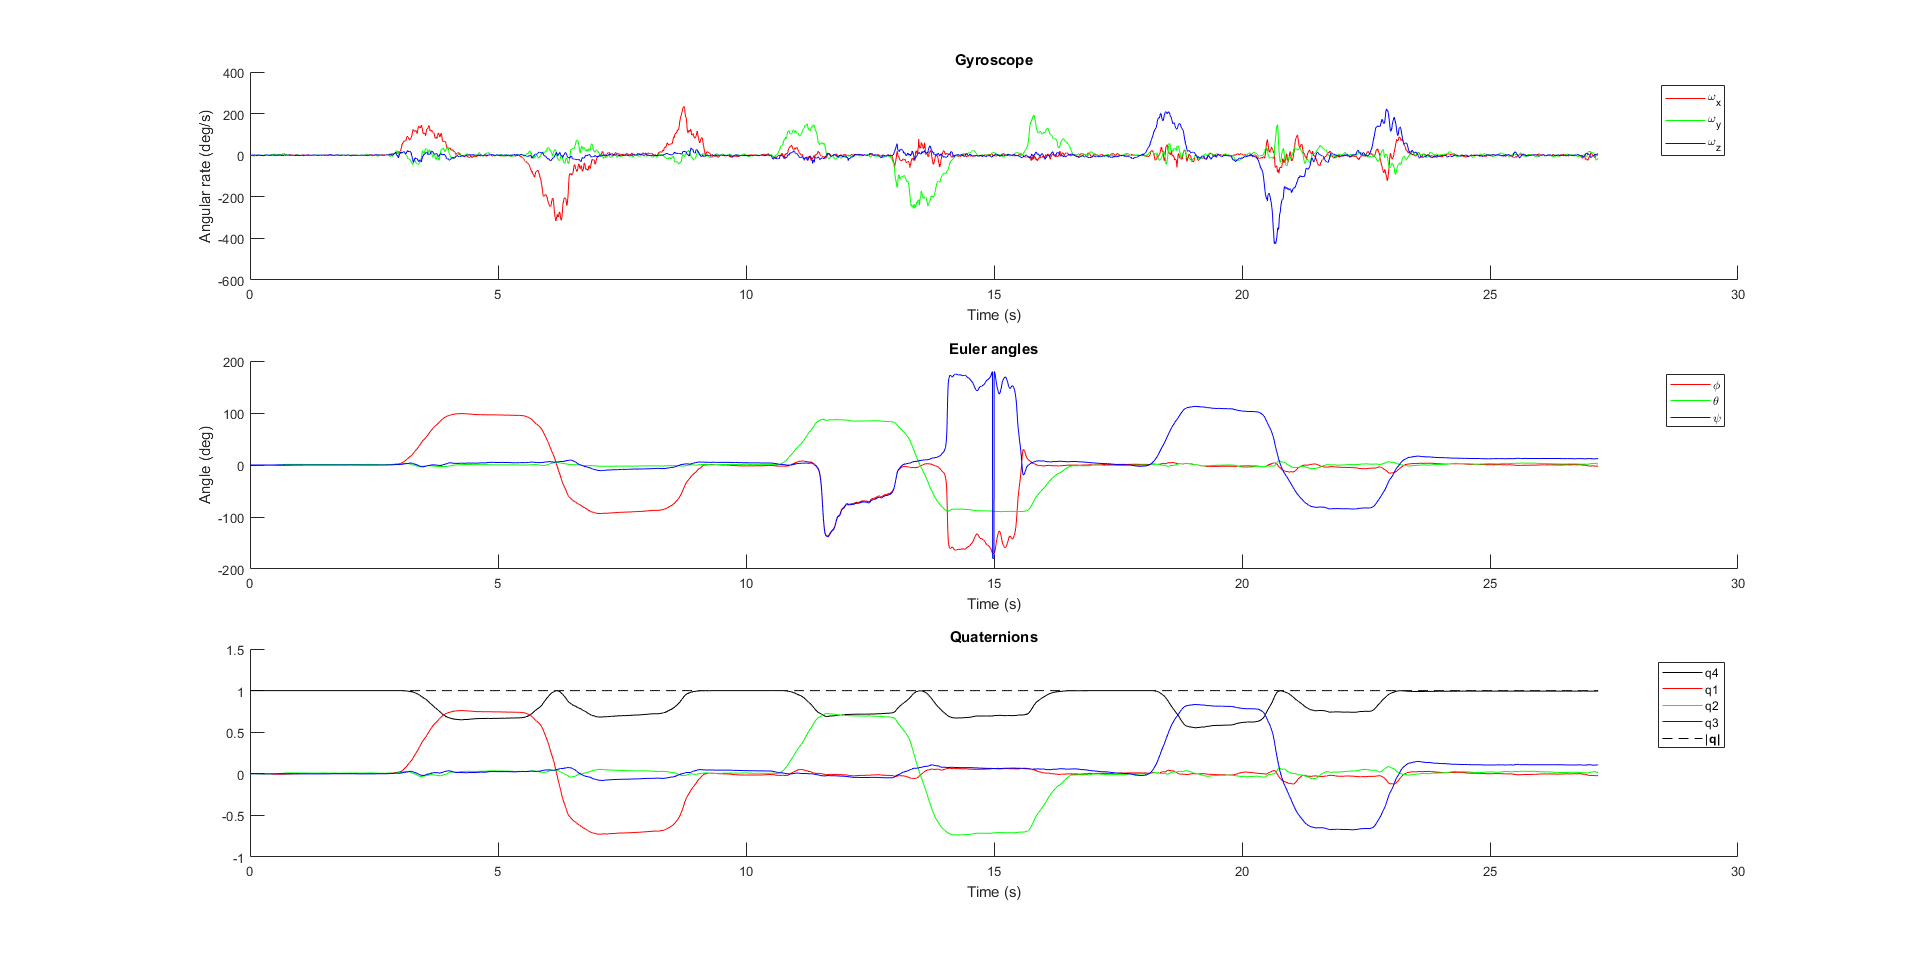 Gyroscope
400
200
0
-200
-400
-600
Angular rate (deg/s)
0 5 10 15 20 25 30
Time (s)
ωx
ωy
ωz
Euler angles
200
100
0
-100
-200
Angle (deg)
0 5 10 15 20 25 30
Time (s)
ϕ
θ
ψ
Quaternions
1.5
1
0.5
0
-0.5
-1
0 5 10 15 20 25 30
Time (s)
q4
q1
q2
q3
|q|